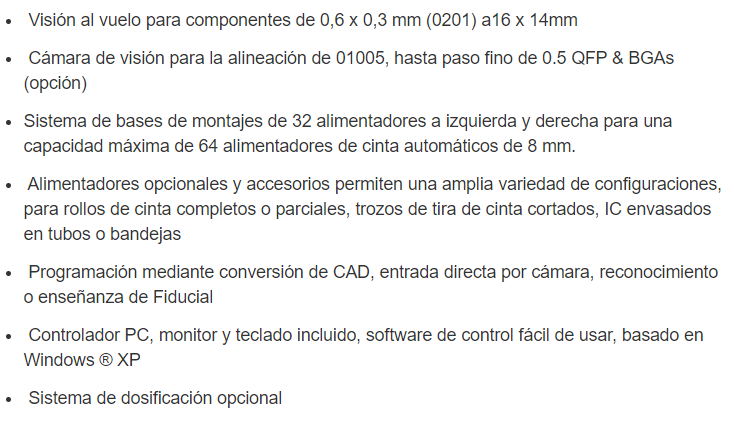 • Visión al vuelo para componentes de 0,6 x 0,3 mm (0201) a16 x 14mm
• Cámara de visión para la alineación de 01005, hasta paso fino de 0.5 QFP & BGAs
(opción)
• Sistema de bases de montajes de 32 alimentadores a izquierda y derecha para una
capacidad máxima de 64 alimentadores de cinta automáticos de 8 mm.
• Alimentadores opcionales y accesorios permiten una amplia variedad de configuraciones,
para rollos de cinta completos o parciales, trozos de tira de cinta cortados, IC envasados
en tubos o bandejas
• Programación mediante conversión de CAD, entrada directa por cámara, reconocimiento
o enseñanza de Fiducial
• Controlador PC, monitor y teclado incluido, software de control fácil de usar, basado en
Windows ® XP
• Sistema de dosificación opcional